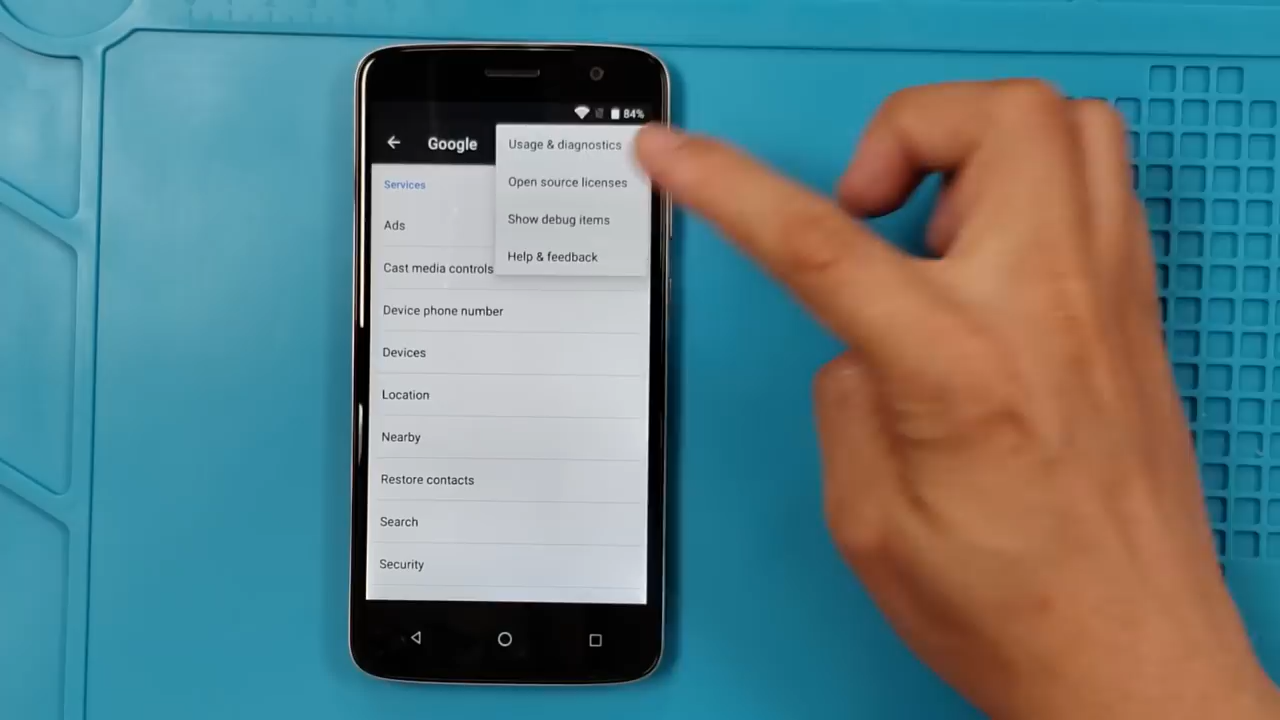 84%
Google
Usage & diagnostics
Open source licenses
Show debug items
Help & feedback
Services
Ads
Cast media controls
Device phone number
Devices
Location
Nearby
Restore contacts
Search
Security